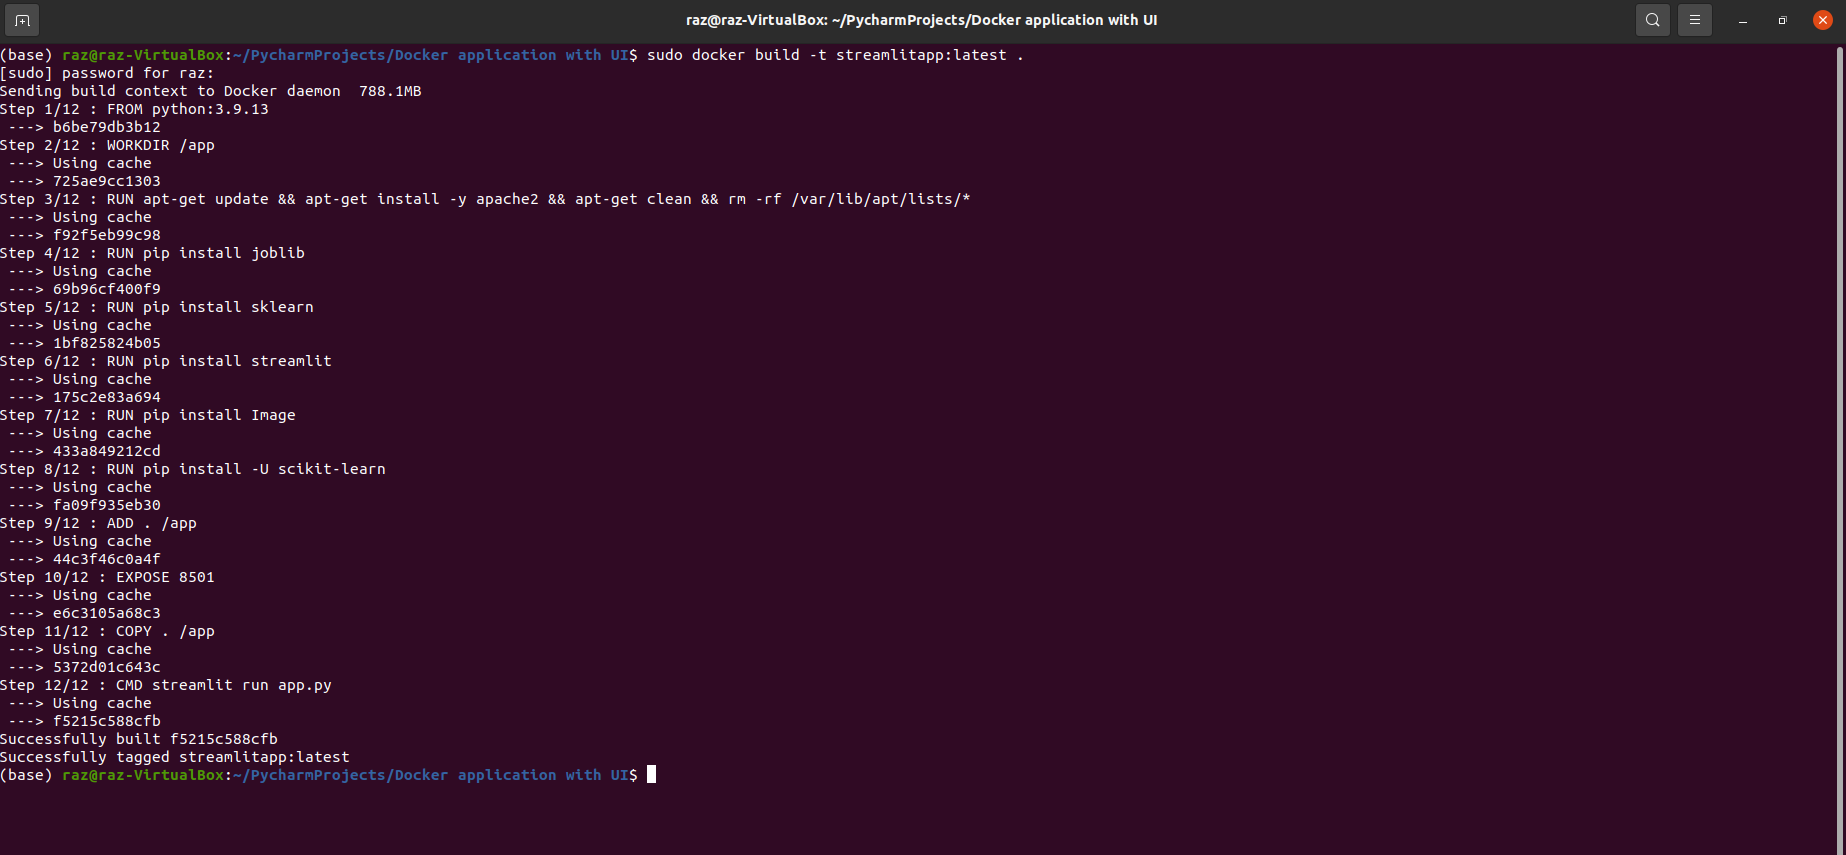 raz@raz-VirtualBox: ~/PycharmProjects/Docker application with UI
(base) raz@raz-VirtualBox:~/PycharmProjects/Docker application with UI$ sudo docker build -t streamlitapp:latest .
[sudo] password for raz:
Sending build context to Docker daemon  788.1MB
Step 1/12 : FROM python:3.9.13
 ---> b6be79db3b12
Step 2/12 : WORKDIR /app
 ---> Using cache
 ---> 725ae9cc1303
Step 3/12 : RUN apt-get update && apt-get install -y apache2 && apt-get clean && rm -rf /var/lib/apt/lists/*
 ---> Using cache
 ---> f92f5eb99c98
Step 4/12 : RUN pip install joblib
 ---> Using cache
 ---> 69b96cf400f9
Step 5/12 : RUN pip install sklearn
 ---> Using cache
 ---> 1bf825824b05
Step 6/12 : RUN pip install streamlit
 ---> Using cache
 ---> 175c2e83a694
Step 7/12 : RUN pip install Image
 ---> Using cache
 ---> 433a849212cd
Step 8/12 : RUN pip install -U scikit-learn
 ---> Using cache
 ---> fa09f935eb30
Step 9/12 : ADD . /app
 ---> Using cache
 ---> 44c3f46c0a4f
Step 10/12 : EXPOSE 8501
 ---> Using cache
 ---> e6c3105a68c3
Step 11/12 : COPY . /app
 ---> Using cache
 ---> 5372d01c643c
Step 12/12 : CMD streamlit run app.py
 ---> Using cache
 ---> f5215c588cfb
Successfully built f5215c588cfb
Successfully tagged streamlitapp:latest
(base) raz@raz-VirtualBox:~/PycharmProjects/Docker application with UI$